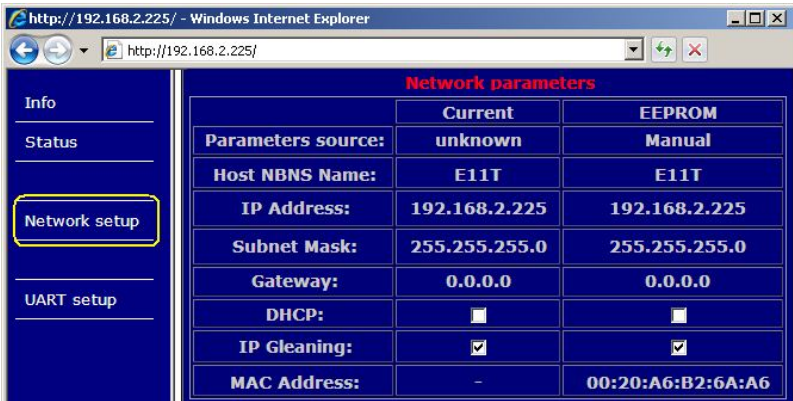 http://192.168.2.225/ - Windows Internet Explorer
http://192.168.2.225/
Info
Status
Network setup
UART setup
Network parameters
Current EEPROM
Parameters source: unknown Manual
Host NBNS Name: E11T E11T
IP Address: 192.168.2.225 192.168.2.225
Subnet Mask: 255.255.255.0 255.255.255.0
Gateway: 0.0.0.0 0.0.0.0
DHCP:
IP Gleaning:
MAC Address: - 00:20:A6:B2:6A:A6